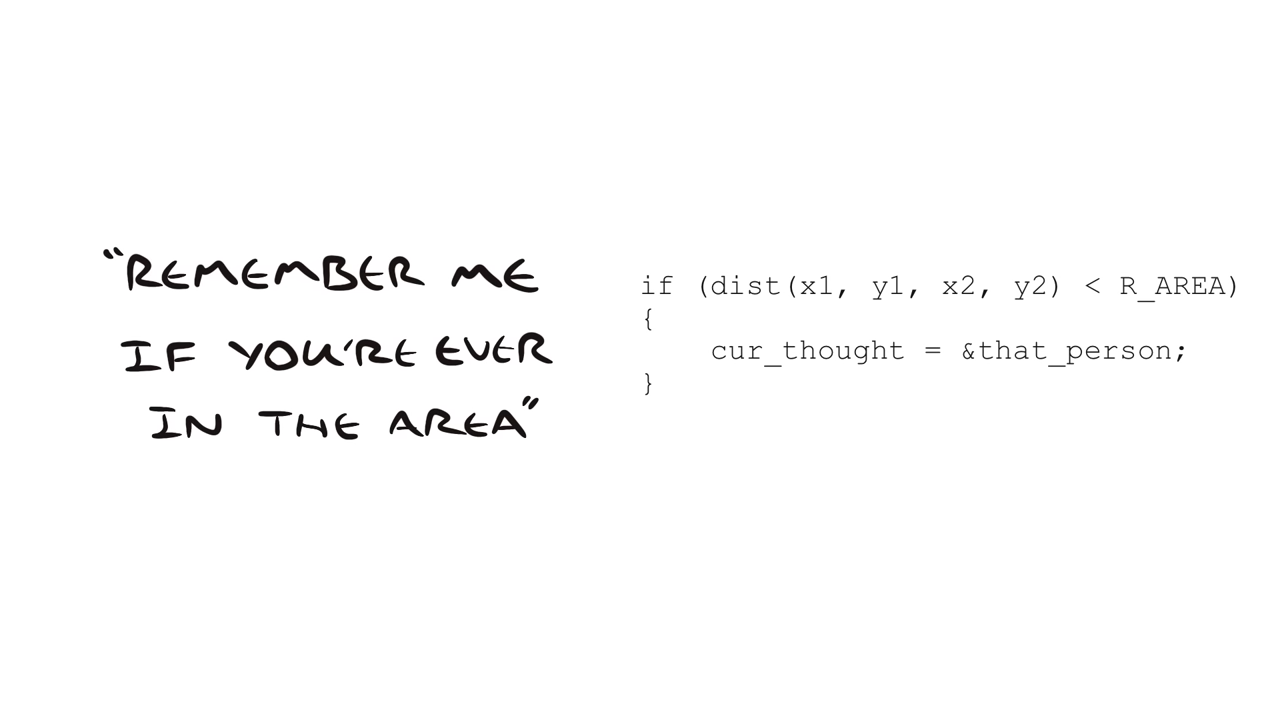 “REMEMBER ME
IF YOU'RE EVER
IN THE AREA”
if (dist(x1, y1, x2, y2) < R_AREA)
{
    cur_thought = &that_person;
}